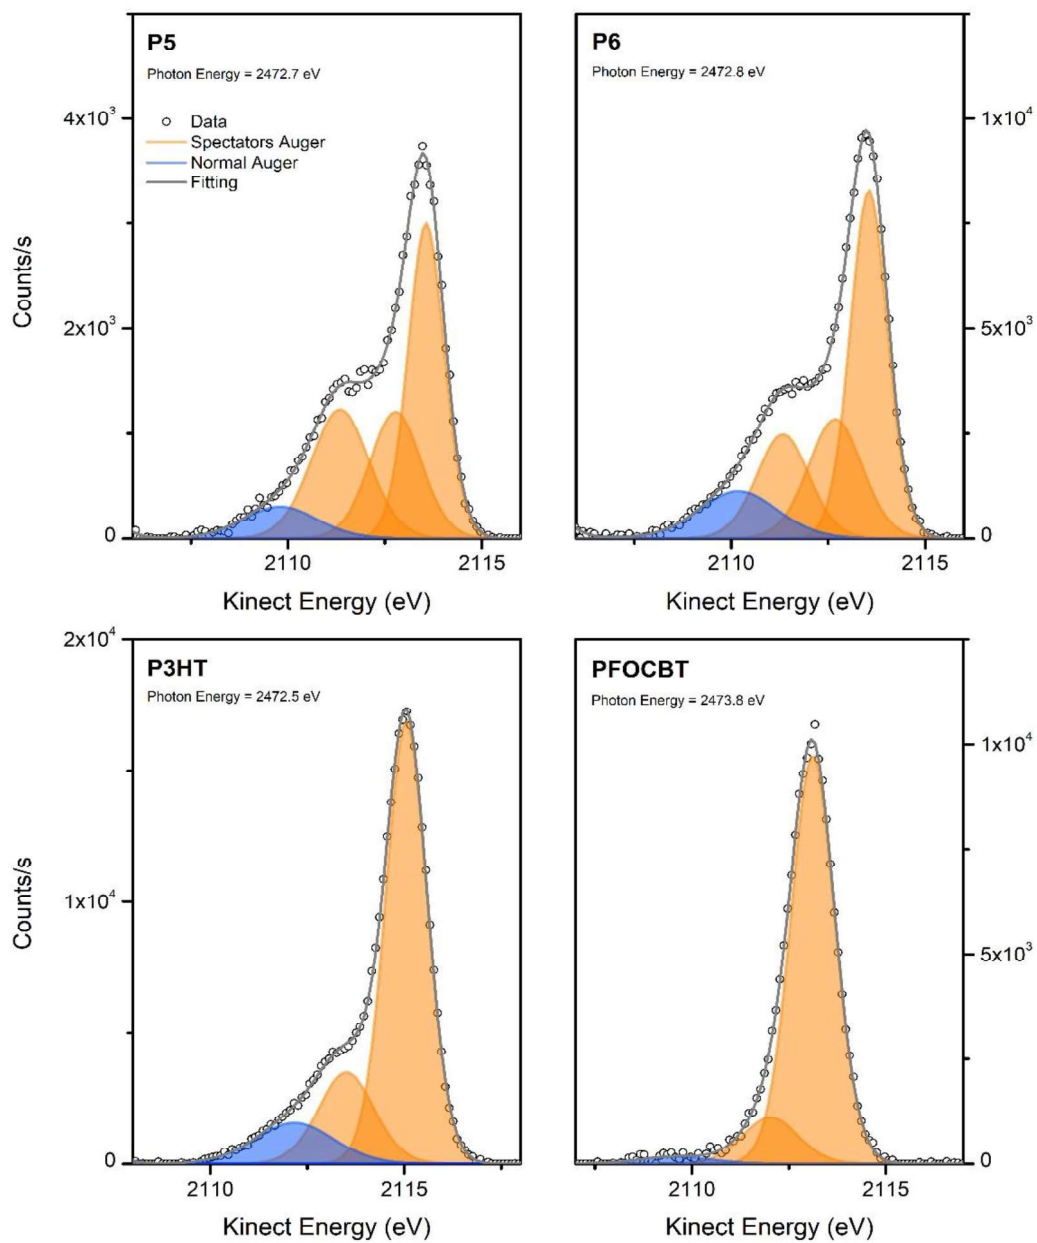 P5
Photon Energy = 2472.7 eV
Data
Spectators Auger
Normal Auger
Fitting
4x10³
2x10³
0
Counts/s
2110
2115
Kinect Energy (eV)
P6
Photon Energy = 2472.8 eV
1x10⁴
5x10³
0
2110
2115
Kinect Energy (eV)
P3HT
Photon Energy = 2472.5 eV
2x10⁴
1x10⁴
0
Counts/s
2110
2115
Kinect Energy (eV)
PFOCBT
Photon Energy = 2473.8 eV
1x10⁴
5x10³
0
2110
2115
Kinect Energy (eV)